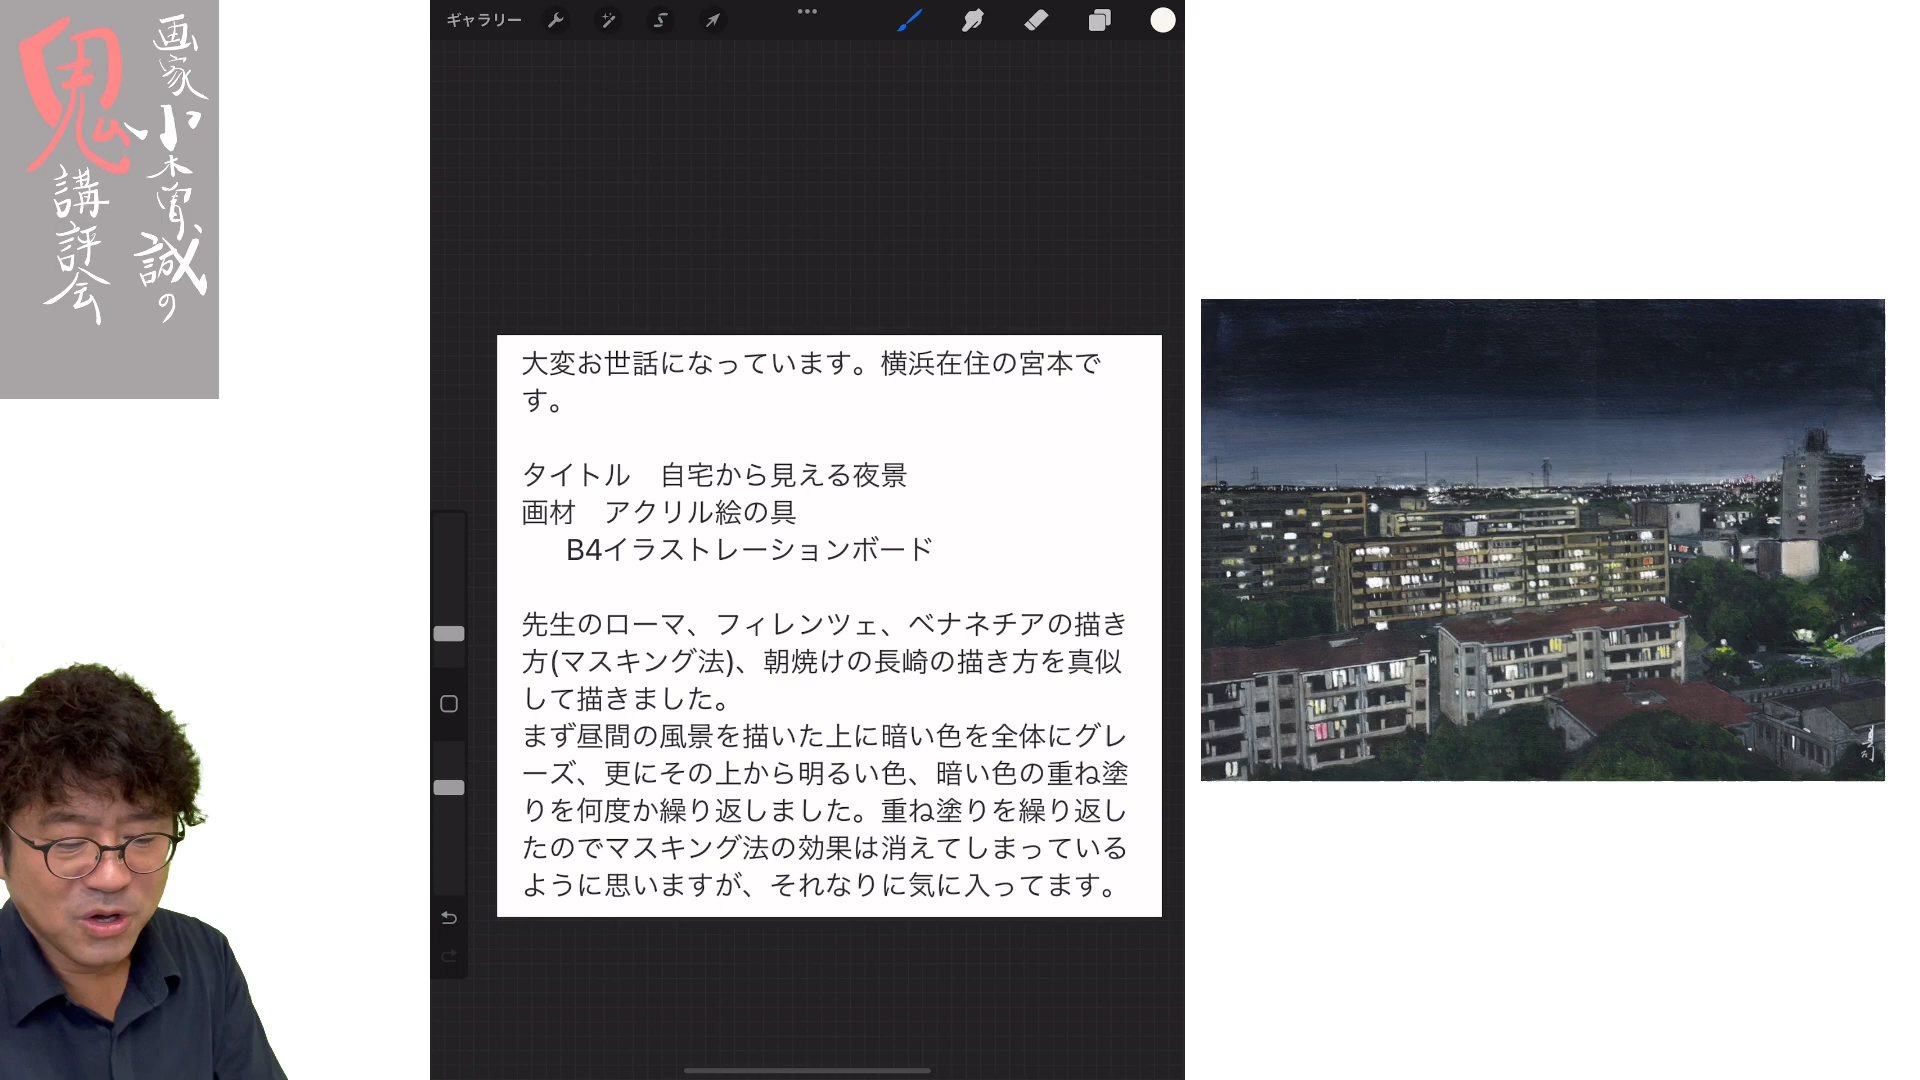 画家小木曽誠の
鬼
講評会
ギャラリー
大変お世話になっています。横浜在住の宮本で
す。
タイトル　自宅から見える夜景
画材　アクリル絵の具
B4イラストレーションボード
先生のローマ、フィレンツェ、ベナネチアの描き
方(マスキング法)、朝焼けの長崎の描き方を真似
して描きました。
まず昼間の風景を描いた上に暗い色を全体にグレ
ーズ、更にその上から明るい色、暗い色の重ね塗
りを何度か繰り返しました。重ね塗りを繰り返し
たのでマスキング法の効果は消えてしまっている
ように思いますが、それなりに気に入ってます。